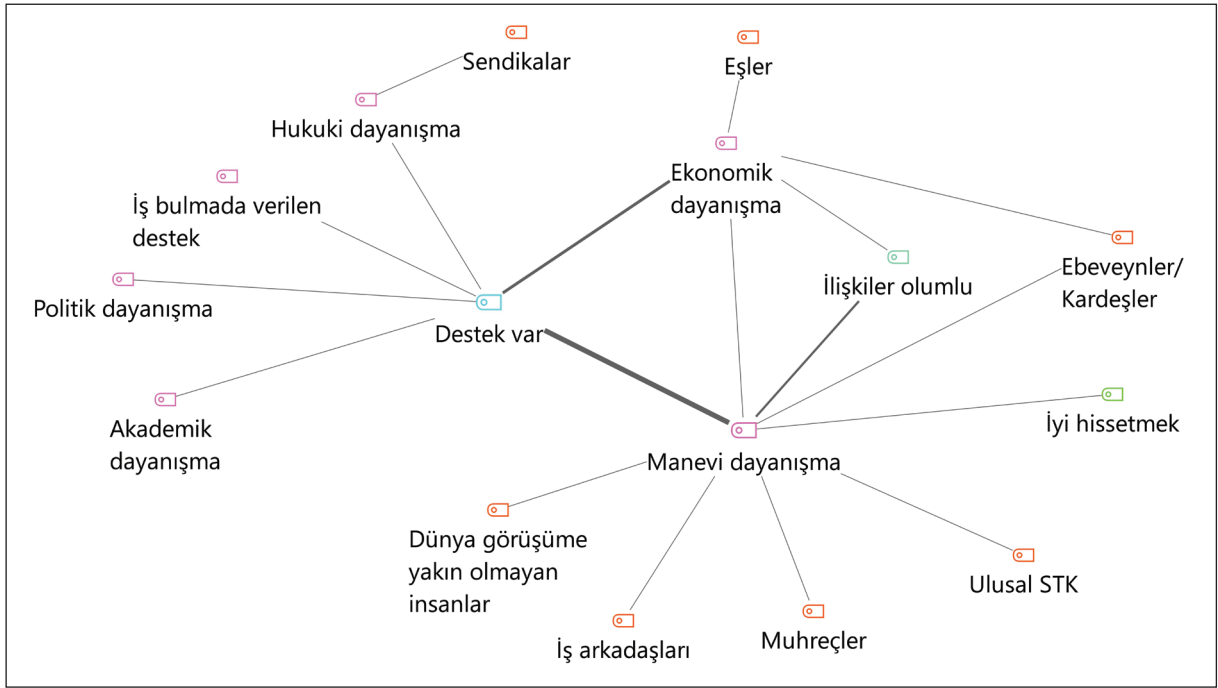 Sendikalar
Eşler
Hukuki dayanışma
Ekonomik
dayanışma
İş bulmada verilen
destek
Ebeveynler/
Kardeşler
İlişkiler olumlu
Politik dayanışma
Destek var
Akademik
dayanışma
İyi hissetmek
Manevi dayanışma
Dünya görüşüme
yakın olmayan
insanlar
Ulusal STK
İş arkadaşları
Muhreçler